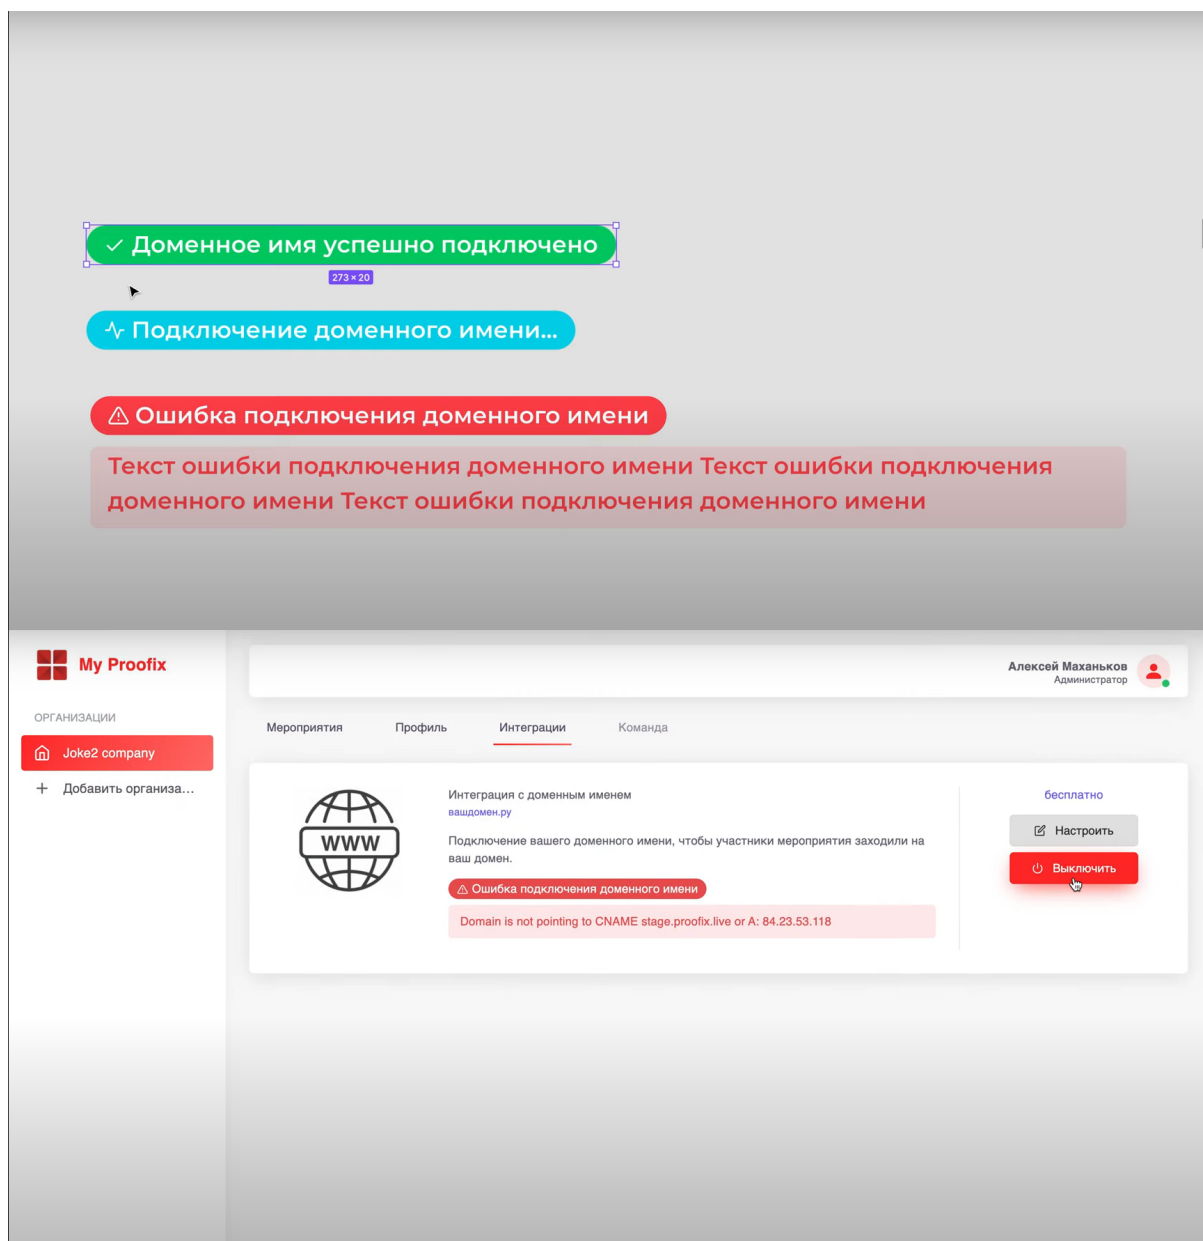 Доменное имя успешно подключено
273 × 20
Подключение доменного имени...
Ошибка подключения доменного имени
Текст ошибки подключения доменного имени Текст ошибки подключения
доменного имени Текст ошибки подключения доменного имени
My Proofix
Алексей Маханьков
Администратор
ОРГАНИЗАЦИИ
Joke2 company
Добавить организа...
Мероприятия
Профиль
Интеграции
Команда
WWW
Интеграция с доменным именем
вашдомен.ру
Подключение вашего доменного имени, чтобы участники мероприятия заходили на
ваш домен.
Ошибка подключения доменного имени
Domain is not pointing to CNAME stage.proofix.live or A: 84.23.53.118
бесплатно
Настроить
Выключить